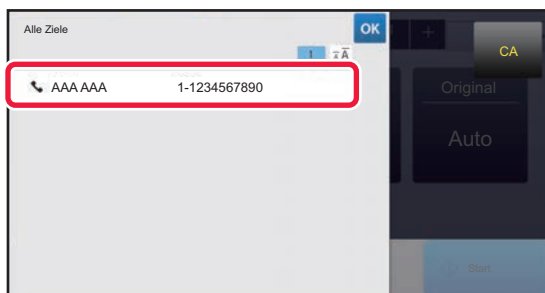 Alle Ziele
OK
CA
1
AAA AAA 1-1234567890
Original
Auto
Start